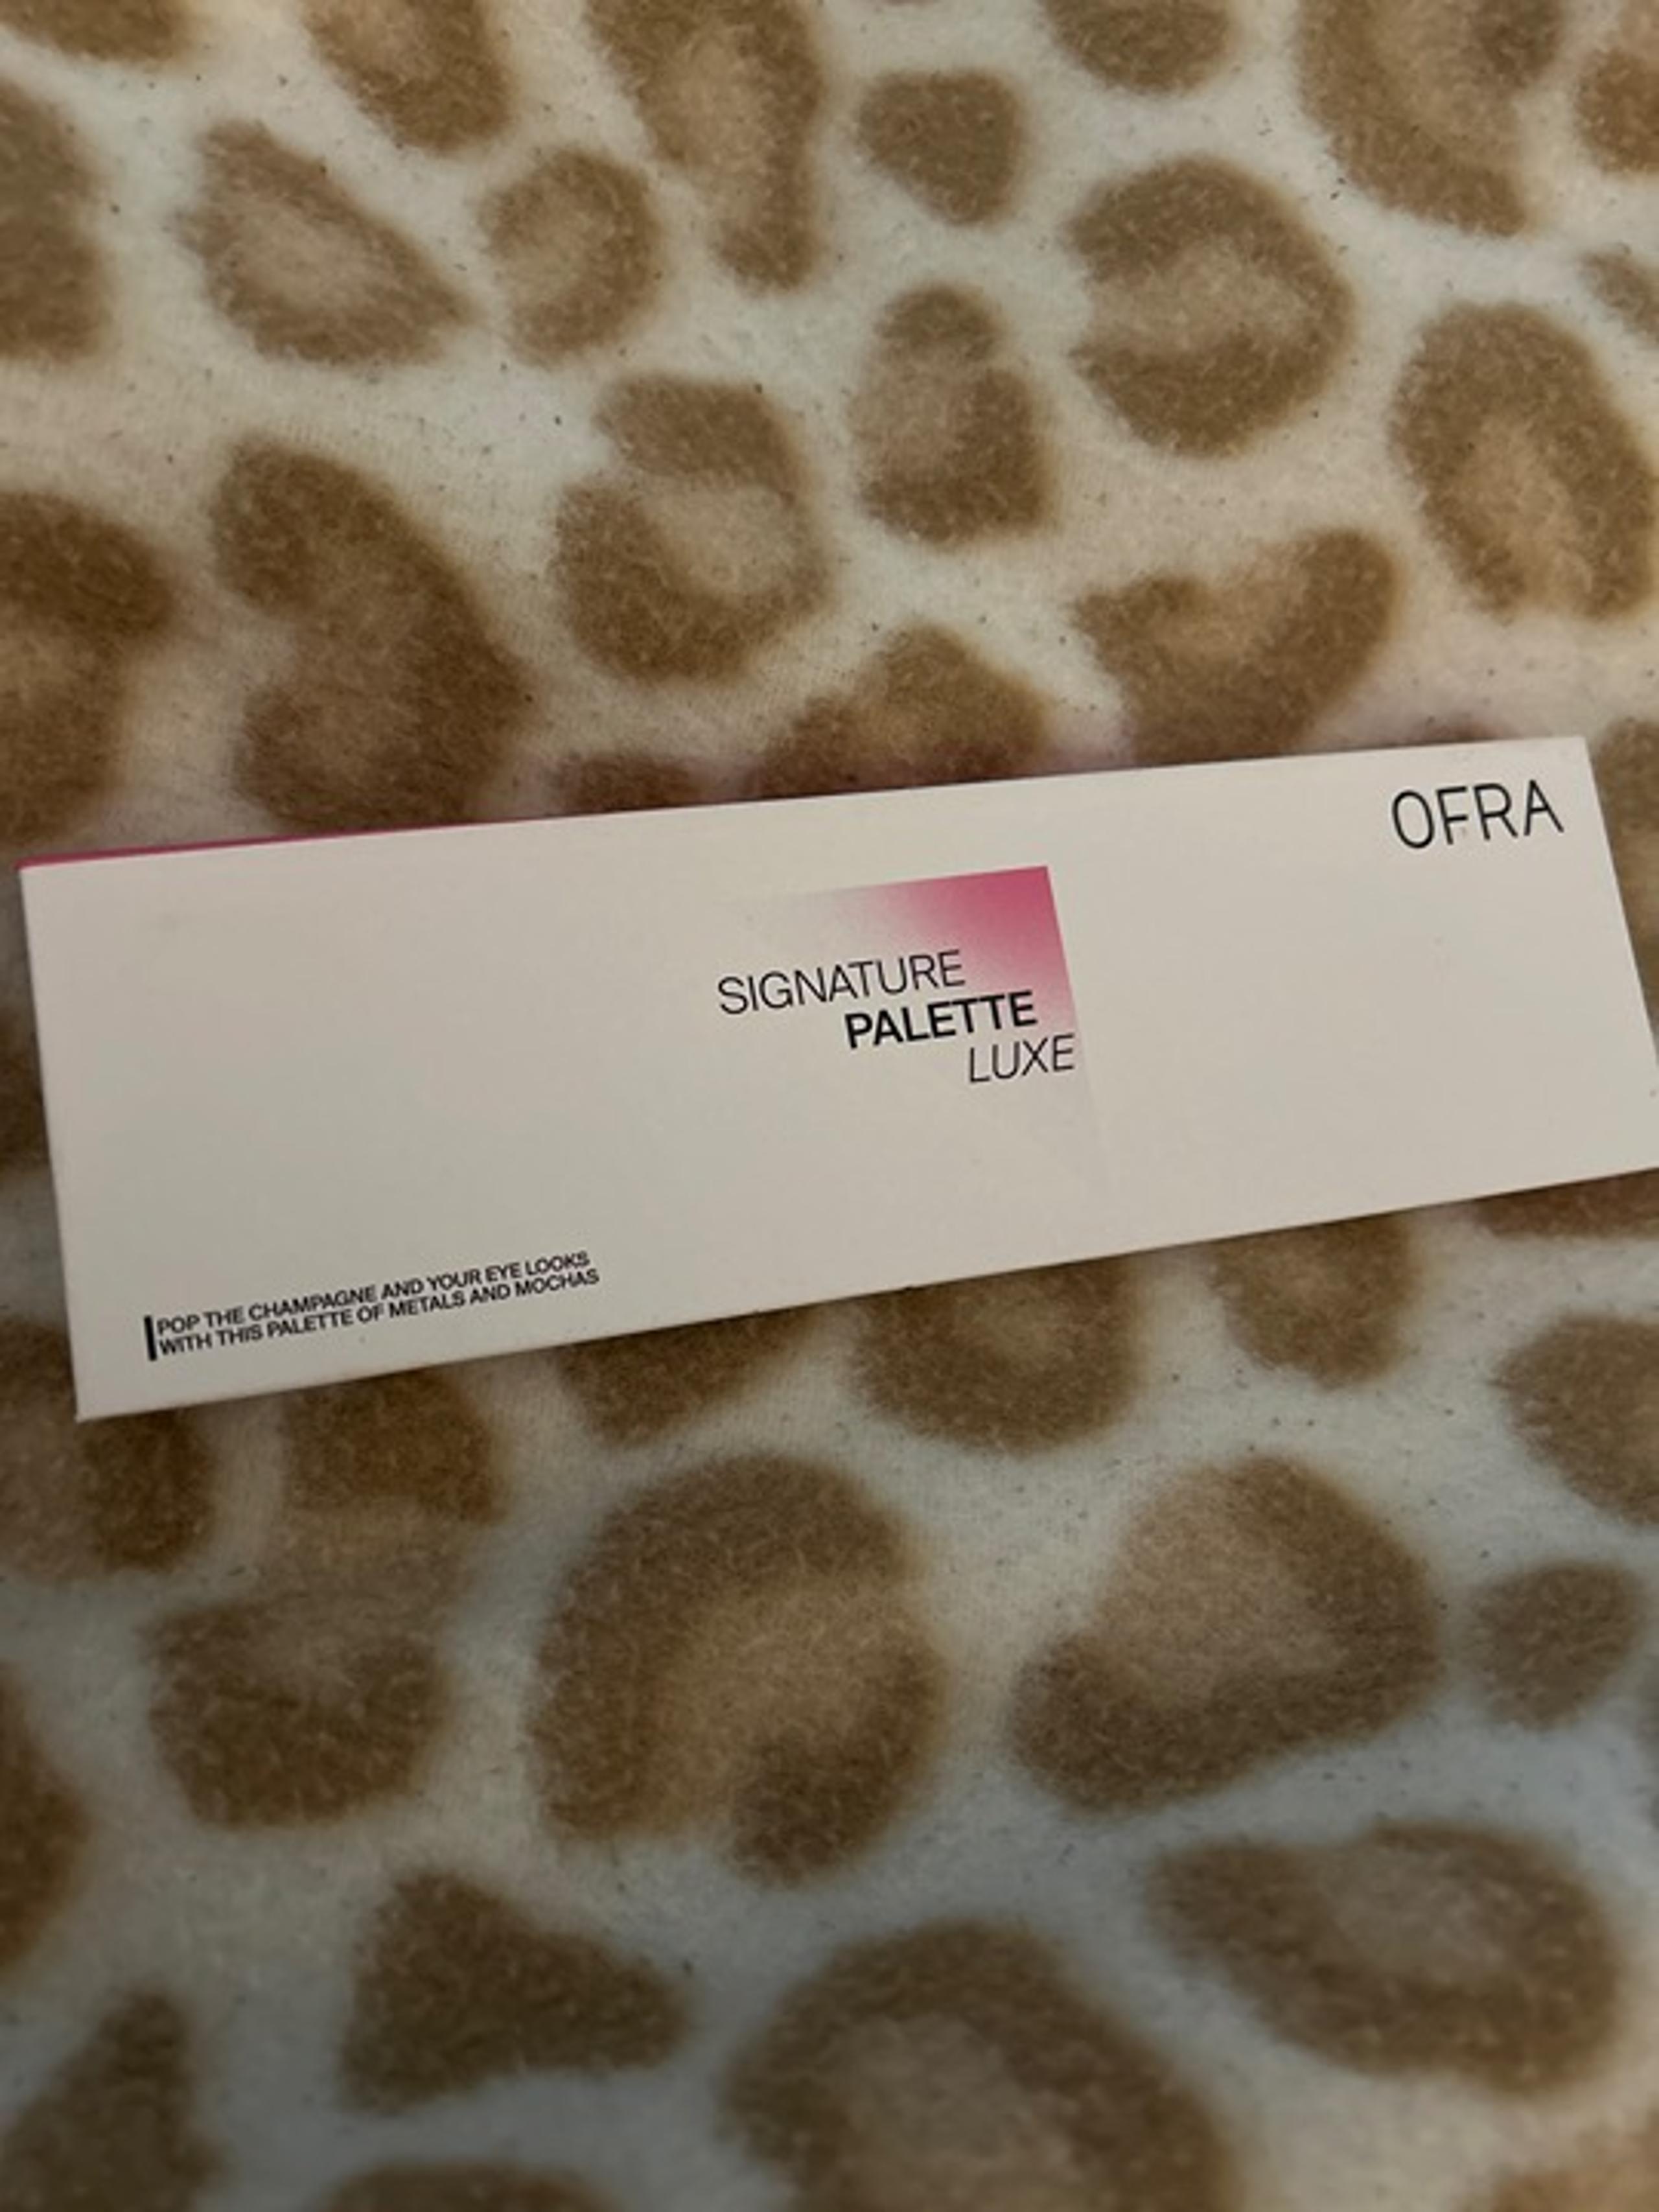 OFRA
SIGNATURE
PALETTE
LUXE
POP THE CHAMPAGNE AND YOUR EYE LOOKS
WITH THIS PALETTE OF METALS AND MOCHAS